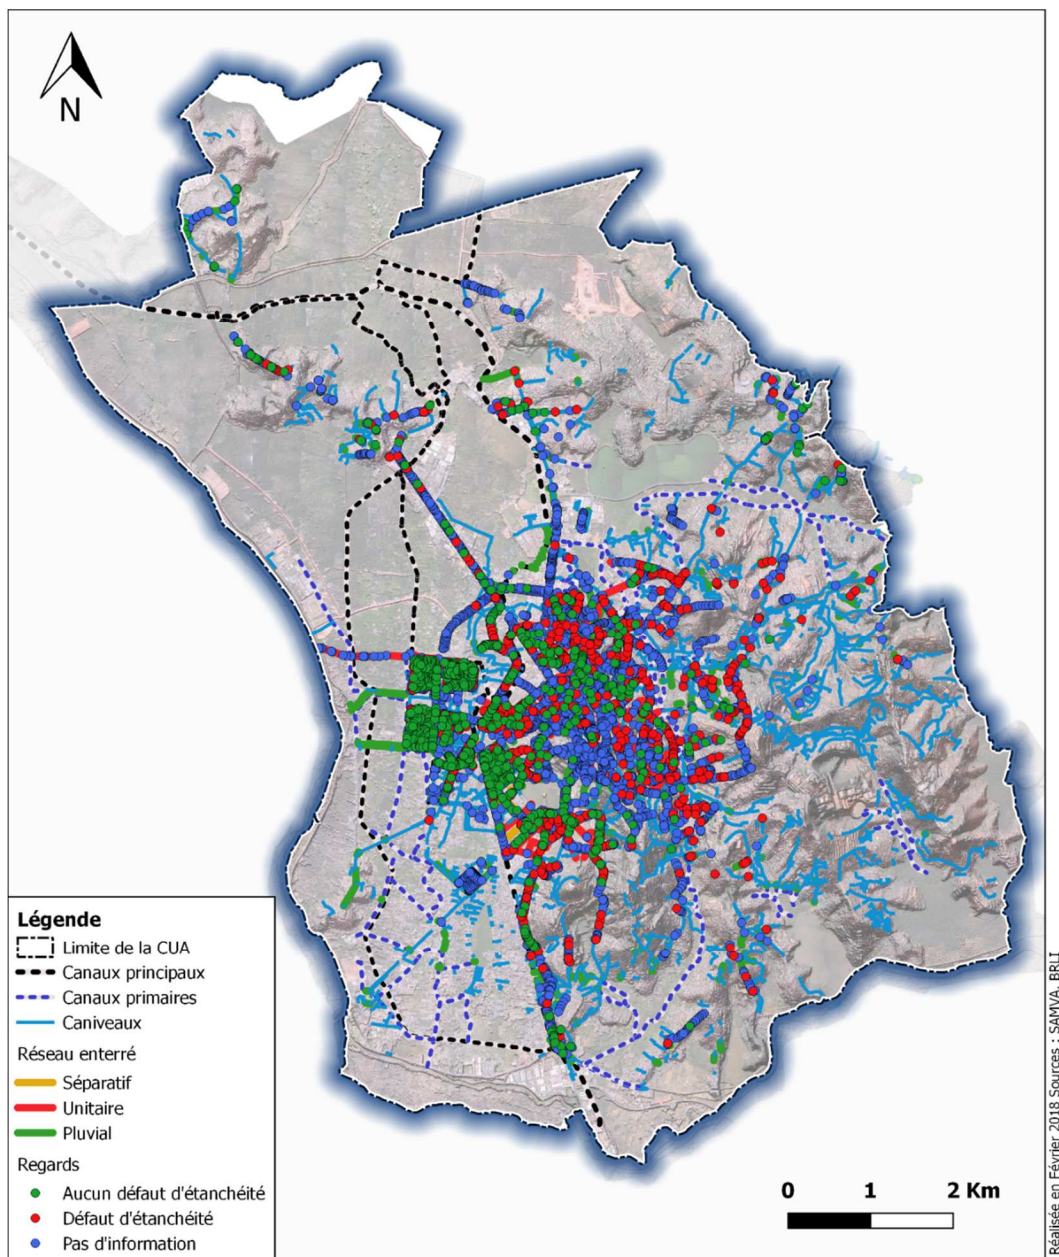 N
Légende
Limite de la CUA
Canaux principaux
Canaux primaires
Caniveaux
Réseau enterré
Séparatif
Unitaire
Pluvial
Regards
Aucun défaut d'étanchéité
Défaut d'étanchéité
Pas d'information
0 1 2 Km
Réalisée en Février 2018 Sources : SAMVA, BRLI